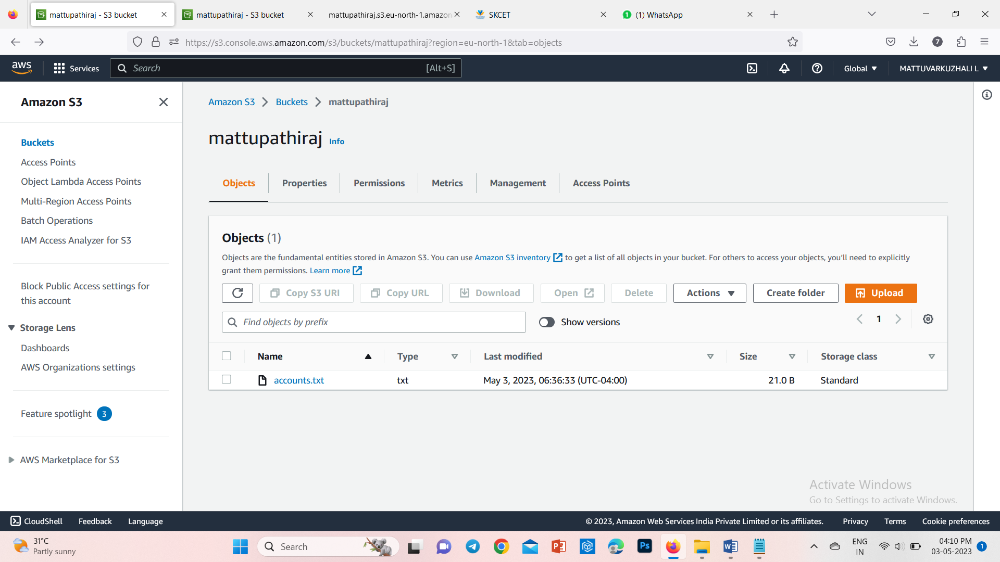 mattupathiraj - S3 bucket
mattupathiraj - S3 bucket
mattupathiraj.s3.eu-north-1.amazon
SKCET
(1) WhatsApp
https://s3.console.aws.amazon.com/s3/buckets/mattupathiraj?region=eu-north-1&tab=objects
7
aws
Services
Search
[Alt+S]
Global
MATTUVARKUZHALI L
Amazon S3
Buckets
Access Points
Object Lambda Access Points
Multi-Region Access Points
Batch Operations
IAM Access Analyzer for S3
Block Public Access settings for
this account
Storage Lens
Dashboards
AWS Organizations settings
Feature spotlight 3
AWS Marketplace for S3
Amazon S3 > Buckets > mattupathiraj
mattupathiraj Info
Objects
Properties
Permissions
Metrics
Management
Access Points
Objects (1)
Objects are the fundamental entities stored in Amazon S3. You can use Amazon S3 inventory to get a list of all objects in your bucket. For others to access your objects, you'll need to explicitly
grant them permissions. Learn more
Copy S3 URI
Copy URL
Download
Open
Delete
Actions
Create folder
Upload
Find objects by prefix
Show versions
1
Name Type Last modified Size Storage class
accounts.txt txt May 3, 2023, 06:36:33 (UTC-04:00) 21.0 B Standard
Activate Windows
Go to Settings to activate Windows.
CloudShell
Feedback
Language
© 2023, Amazon Web Services India Private Limited or its affiliates.
Privacy
Terms
Cookie preferences
31°C
Partly sunny
Search
Ps
ENG
IN
04:10 PM
03-05-2023
1